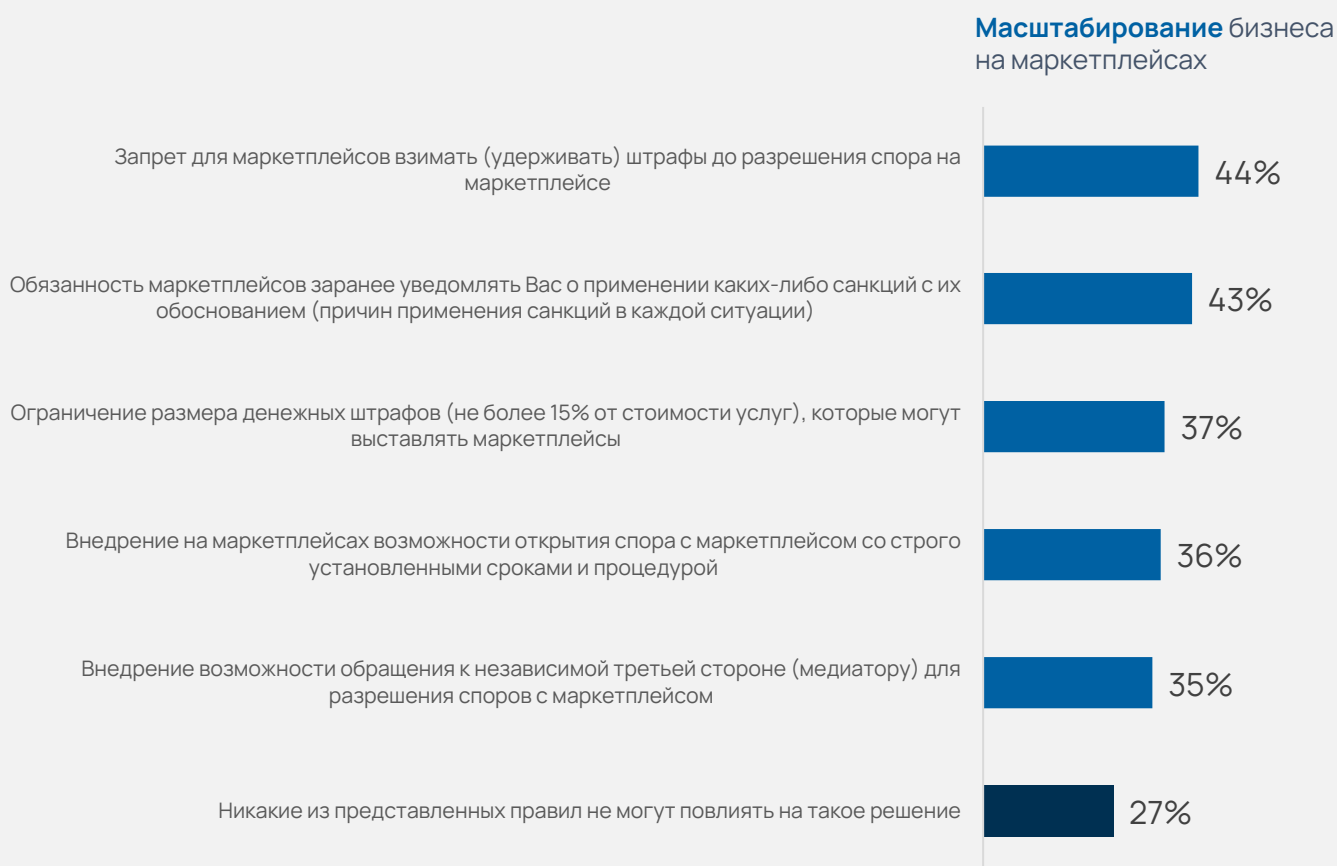 Масштабирование бизнеса
на маркетплейсах
Запрет для маркетплейсов взимать (удерживать) штрафы до разрешения спора на
маркетплейсе
44%
Обязанность маркетплейсов заранее уведомлять Вас о применении каких-либо санкций с их
обоснованием (причин применения санкций в каждой ситуации)
43%
Ограничение размера денежных штрафов (не более 15% от стоимости услуг), которые могут
выставлять маркетплейсы
37%
Внедрение на маркетплейсах возможности открытия спора с маркетплейсом со строго
установленными сроками и процедурой
36%
Внедрение возможности обращения к независимой третьей стороне (медиатору) для
разрешения споров с маркетплейсом
35%
Никакие из представленных правил не могут повлиять на такое решение
27%